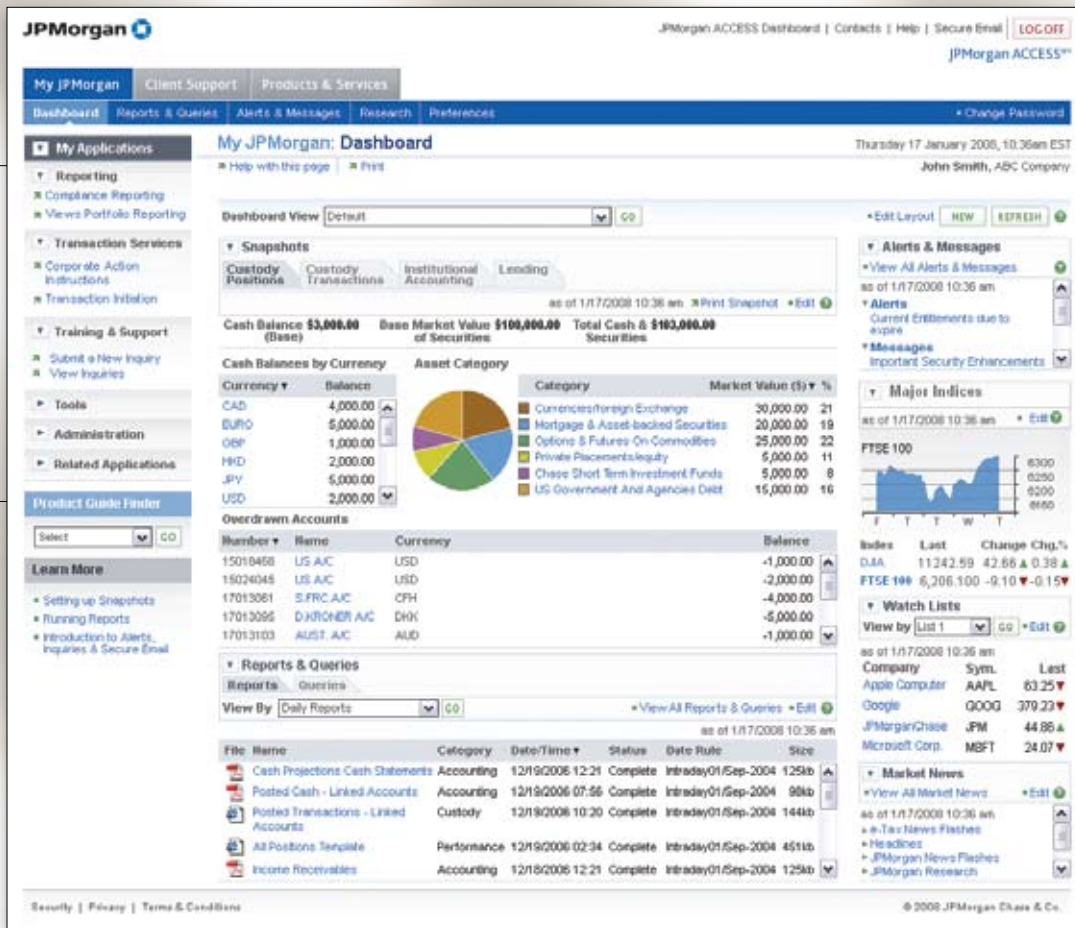 JPMorgan
JPMorgan ACCESS Dashboard | Contacts | Help | Secure Email | LOG OFF
JPMorgan ACCESS℠
My JPMorgan Client Support Products & Services
Dashboard Reports & Queries Alerts & Messages Research Preferences • Change Password
My Applications
Reporting
Compliance Reporting
Views Portfolio Reporting
Transaction Services
Corporate Action
Instructions
Transaction Initiation
Training & Support
Submit a New Inquiry
View Inquiries
Tools
Administration
Related Applications
Product Guide Finder
Select GO
Learn More
Setting up Snapshots
Running Reports
Introduction to Alerts,
Inquiries & Secure Email
My JPMorgan: Dashboard
Thursday 17 January 2008, 10:36am EST
Help with this page | Print
John Smith, ABC Company
Dashboard View Default GO
• Edit Layout NEW REFRESH
Snapshots
Custody Positions
Custody Transactions
Institutional Accounting
Lending
as of 1/17/2008 10:36 am Print Snapshot • Edit
Cash Balance $3,000.00 Base Market Value $100,000.00 Total Cash & $103,000.00
(Base) of Securities Securities
Cash Balances by Currency
Currency Balance
CAD 4,000.00
EURO 5,000.00
GBP 1,000.00
HKD 2,000.00
JPY 5,000.00
USD 2,000.00
Asset Category
Category Market Value ($) %
Currencies/foreign Exchange 30,000.00 21
Mortgage & Asset-backed Securities 20,000.00 19
Options & Futures On Commodities 25,000.00 22
Private Placements/equity 5,000.00 11
Chase Short Term Investment Funds 5,000.00 8
US Government And Agencies Debt 15,000.00 16
Overdrawn Accounts
Number Name Currency Balance
15018468 US A/C USD -1,000.00
15024045 US A/C USD -2,000.00
17013081 S.FRC A/C CFH -4,000.00
17013095 D.KRONER A/C DKK -5,000.00
17013103 AUST. A/C AUD -1,000.00
Reports & Queries
Reports Queries
View By Daily Reports GO • View All Reports & Queries • Edit
as of 1/17/2008 10:36 am
File Name Category Date/Time Status Date Rule Size
Cash Projections Cash Statements Accounting 12/19/2006 12:21 Complete Intraday01/Sep-2004 125kb
Posted Cash - Linked Accounts Accounting 12/19/2006 07:56 Complete Intraday01/Sep-2004 98kb
Posted Transactions - Linked
Accounts Custody 12/19/2006 10:20 Complete Intraday01/Sep-2004 144kb
All Positions Template Performance 12/19/2006 02:34 Complete Intraday01/Sep-2004 451kb
Income Receivables Accounting 12/18/2006 12:21 Complete Intraday01/Sep-2004 125kb
Alerts & Messages
• View All Alerts & Messages
as of 1/17/2008 10:36 am
Alerts
Current Entitlements due to
expire
Messages
Important Security Enhancements
Major Indices
as of 1/17/2008 10:36 am • Edit
FTSE 100
6300
6250
6200
6150
F T T W T
Index Last Change Chg.%
DJIA 11242.59 42.66 ▲ 0.38 ▲
FTSE 100 6,206.100 -9.10 ▼ -0.15 ▼
Watch Lists
View by List 1 GO • Edit
as of 1/17/2008 10:36 am
Company Sym. Last
Apple Computer AAPL 63.25 ▼
Google GOOG 379.23 ▼
JPMorganChase JPM 44.86 ▲
Microsoft Corp. MSFT 24.07 ▼
Market News
• View All Market News • Edit
as of 1/17/2008 10:36 am
e-Tax News Flashes
Headlines
JPMorgan News Flashes
JPMorgan Research
Security | Privacy | Terms & Conditions
© 2008 JPMorgan Chase & Co.